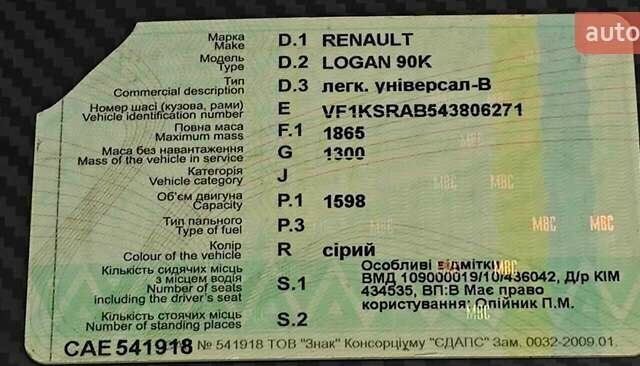 auto
Марка D.1 RENAULT
Make
Модель D.2 LOGAN 90K
Type
Тип D.3 легк. універсал-В
Commercial description
Номер шасі (кузова, рами) E VF1KSRAB543806271
Vehicle identification number
Повна маса F.1 1865
Maximum mass
Маса без навантаження G 1300
Mass of the vehicle in service
Категорія J
Vehicle category
Об'єм двигуна P.1 1598
Capacity
Тип пального P.3
Type of fuel
Колір R сірий
Colour of the vehicle
Кількість сидячих місць S.1
з місцем водія
Number of seats
including the driver's seat
Особливі відмітки
ВМД 109000019/10/436042, Д/р КІМ
434535, ВП:В Має право
користування: Опійник П.М.
Кількість стоячих місць S.2
Number of standing places
МВС МВС
МВС МВС
МВС
МВС
МВС
САЕ 541918 № 541918 ТОВ "Знак" Консорціуму "ЄДАПС" Зам. 0032-2009.01.